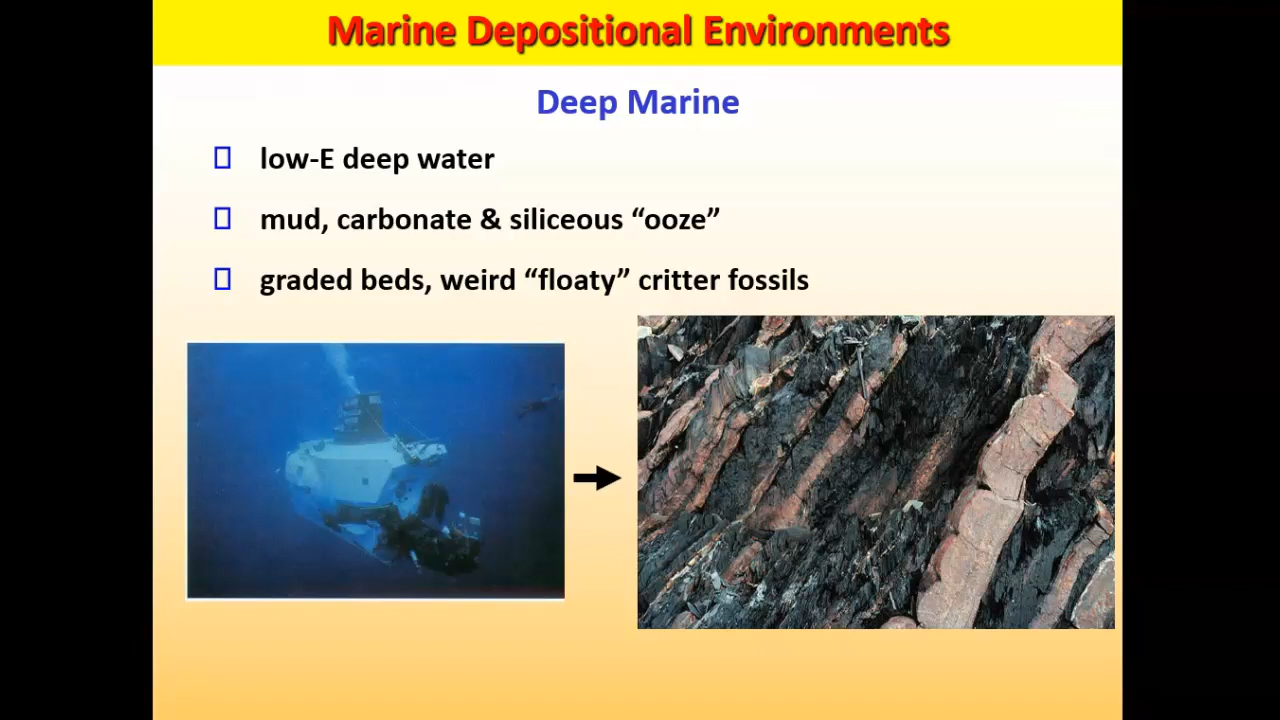 Marine Depositional Environments
Deep Marine
low-E deep water
mud, carbonate & siliceous “ooze”
graded beds, weird “floaty” critter fossils